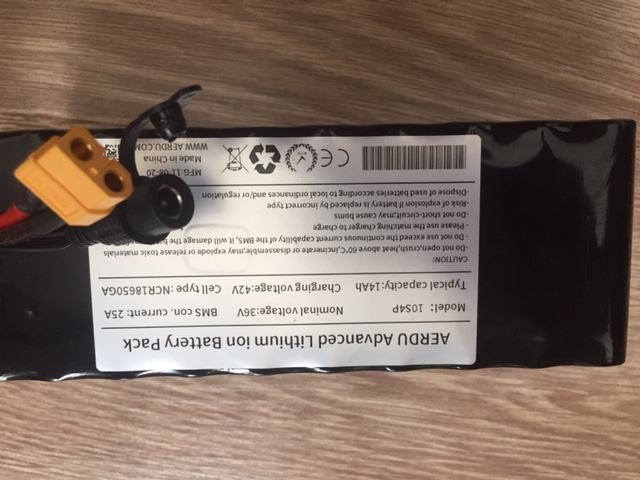 AERDU Advanced Lithium ion Battery Pack
Model: 10S4P Nominal voltage:36V BMS con. current: 25A
Typical capacity:14Ah Charging voltage:42V Cell type:NCR18650GA
CAUTION!
-Do not open,crush,heat above 60°C,incinerate or disassemble;may explode or release toxic materials
- Do not exee the continuous current capability of the BMS, it will damage the
- Please use the matching charger to charge
- Do not short-circuit;may cause burns
-Risk of explosion if battery is replaced by incorrect type
-Dispose of used batteries according to local ordinances and/or regulation
MFG:11-08-20
Made in China
WWW.AERDU.COM
CE